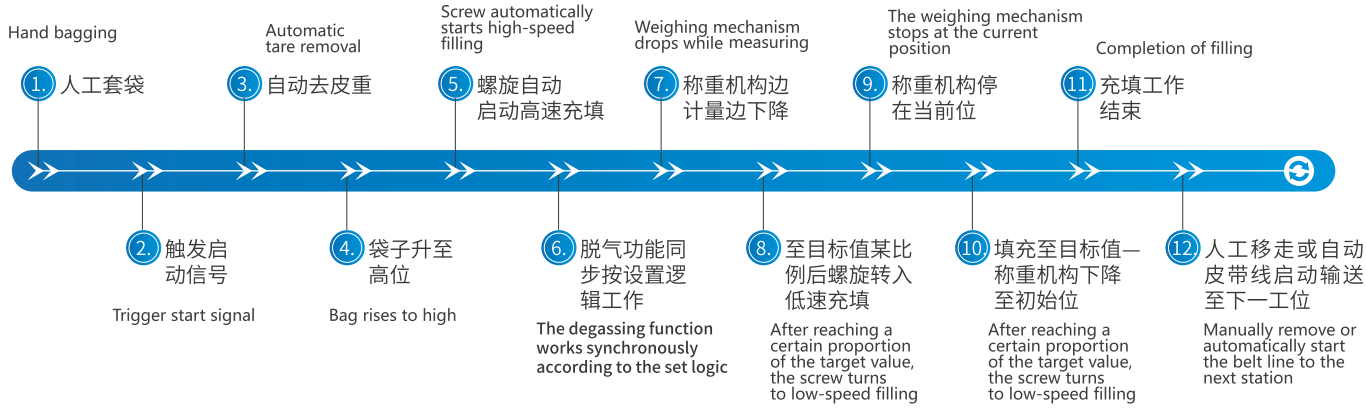 Hand bagging
1. 人工套袋
2. 触发启
动信号
Trigger start signal
Automatic
tare removal
3. 自动去皮重
4. 袋子升至
高位
Bag rises to high
Screw automatically
starts high-speed
filling
5. 螺旋自动
启动高速充填
6. 脱气功能同
步按设置逻
辑工作
The degassing function
works synchronously
according to the set logic
Weighing mechanism
drops while measuring
7. 称重机构边
计量边下降
8. 至目标值某比
例后螺旋转入
低速充填
After reaching a
certain proportion
of the target value,
the screw turns
to low-speed filling
The weighing mechanism
stops at the current
position
9. 称重机构停
在当前位
10. 填充至目标值—
称重机构下降
至初始位
After reaching a
certain proportion
of the target value,
the screw turns
to low-speed filling
Completion of filling
11. 充填工作
结束
12. 人工移走或自动
皮带线启动输送
至下一工位
Manually remove or
automatically start
the belt line to the
next station